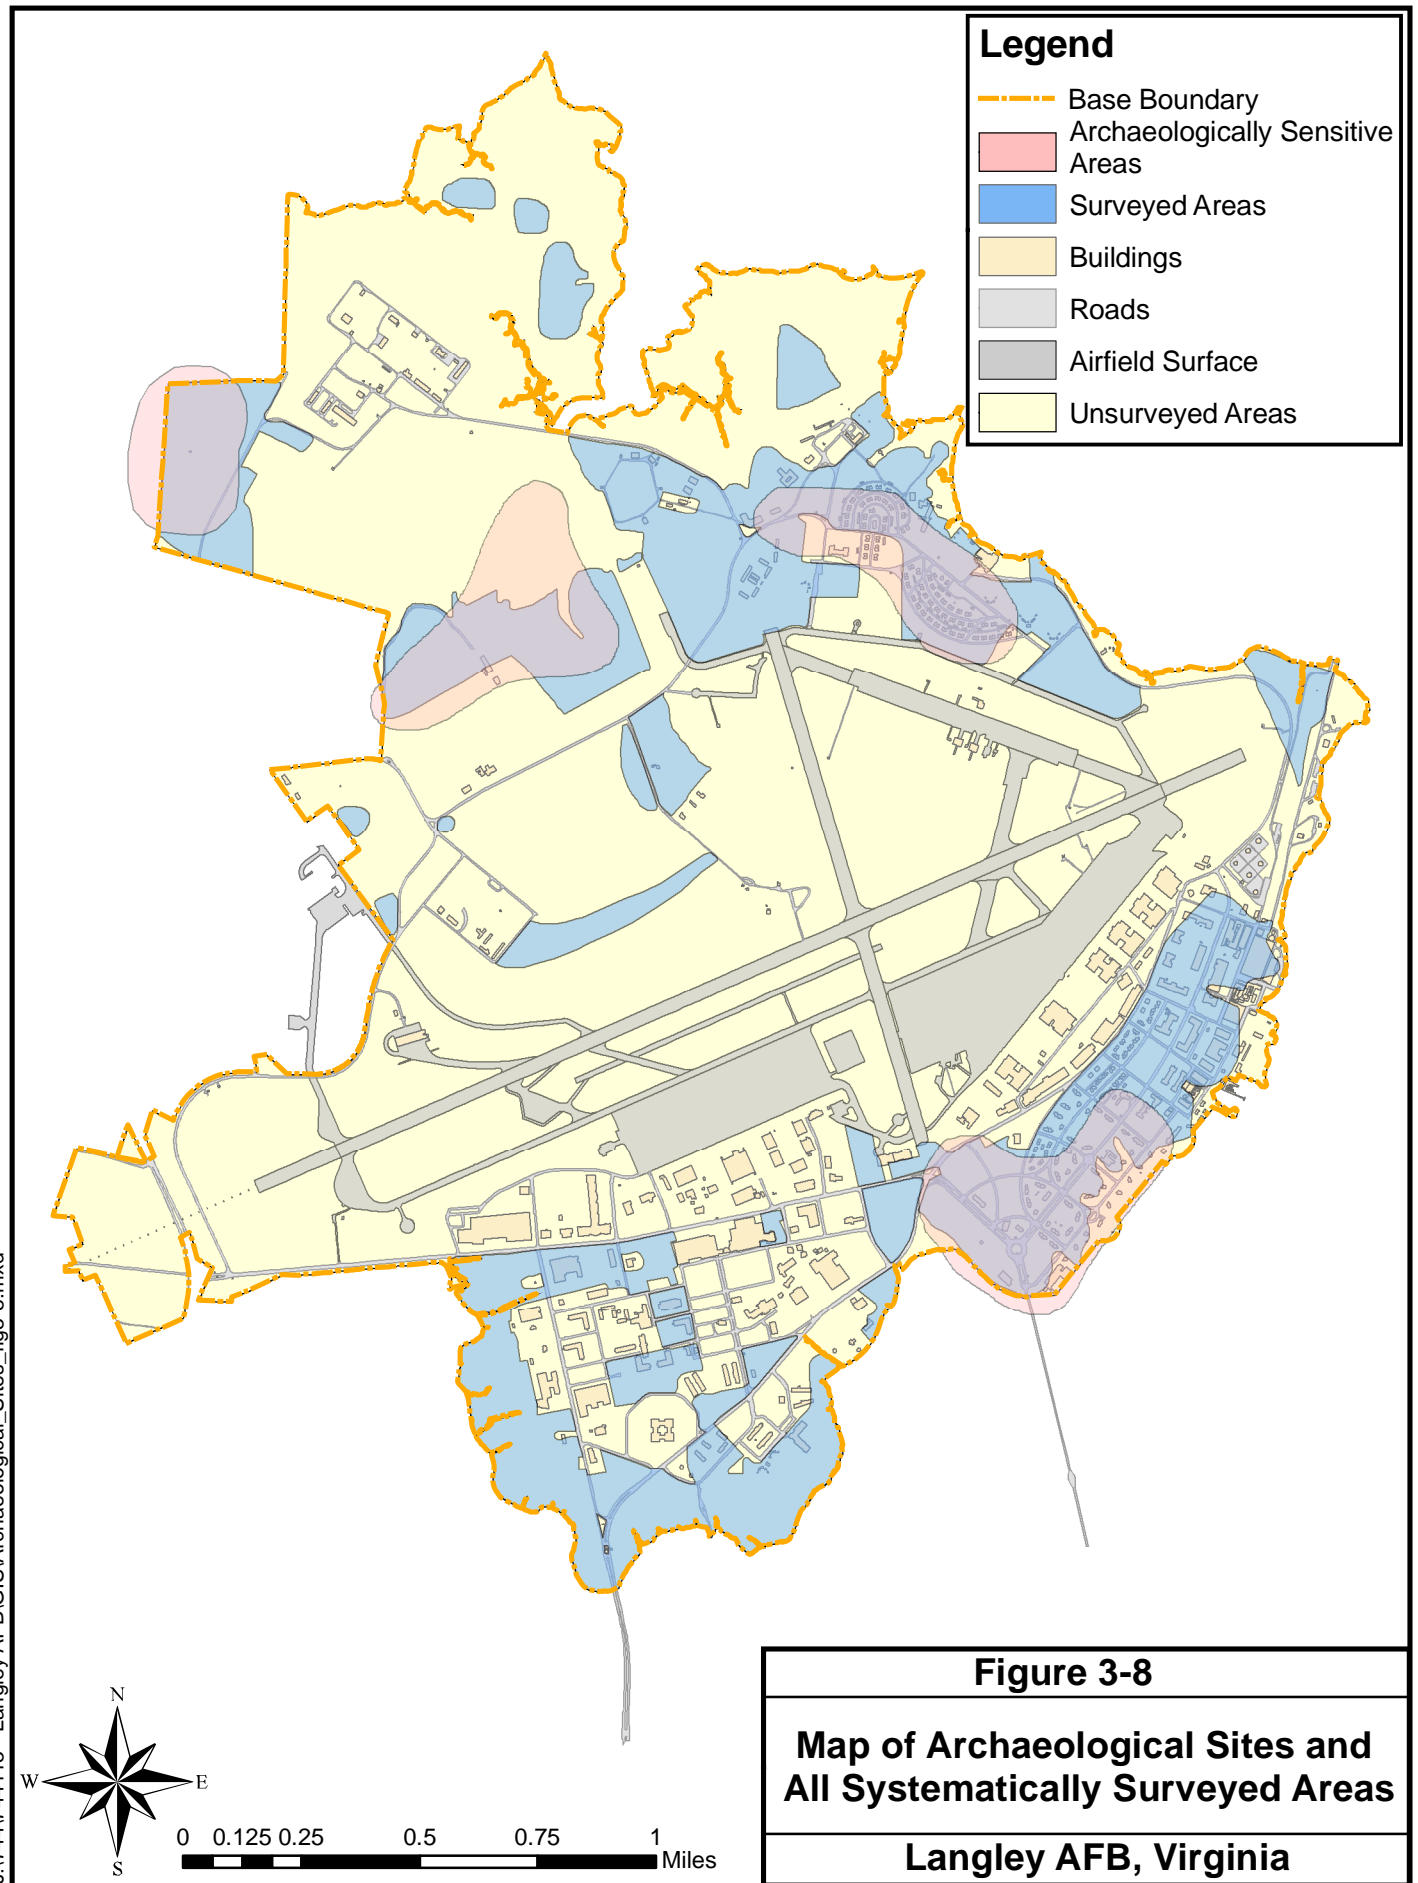 Legend
Base Boundary
Archaeologically Sensitive
Areas
Surveyed Areas
Buildings
Roads
Airfield Surface
Unsurveyed Areas
N
W E
S
0 0.125 0.25 0.5 0.75 1
Miles
Figure 3-8
Map of Archaeological Sites and
All Systematically Surveyed Areas
Langley AFB, Virginia